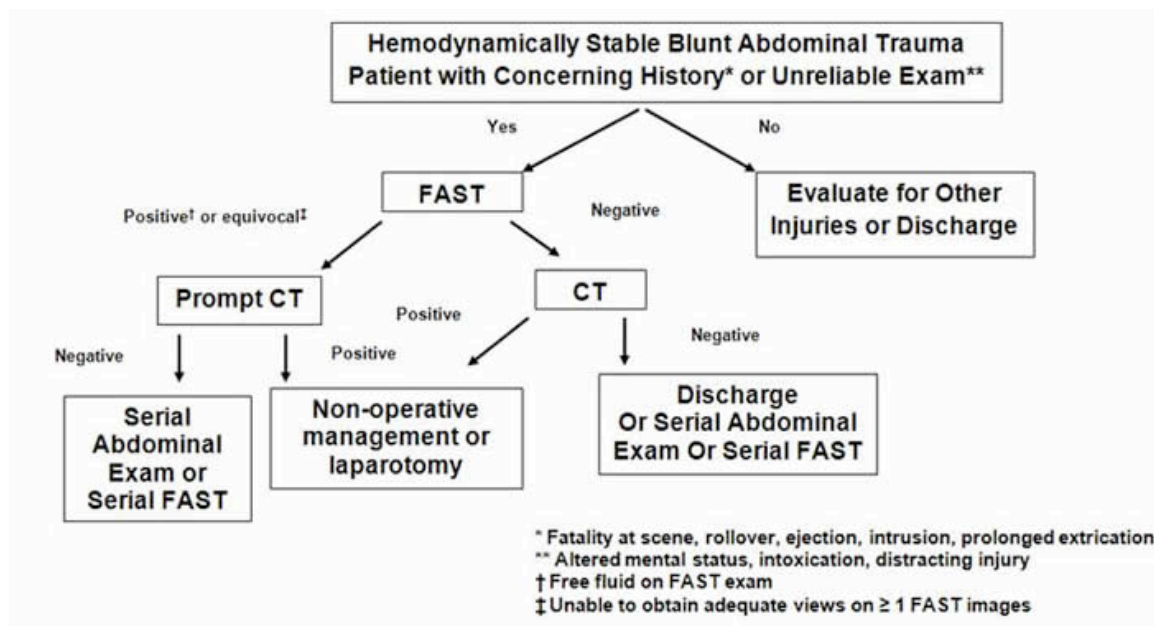 Hemodynamically Stable Blunt Abdominal Trauma
Patient with Concerning History* or Unreliable Exam**
Yes
No
FAST
Evaluate for Other
Injuries or Discharge
Positive† or equivocal‡
Negative
Prompt CT
CT
Positive
Negative
Positive
Negative
Serial
Abdominal
Exam or
Serial FAST
Non-operative
management or
laparotomy
Discharge
Or Serial Abdominal
Exam Or Serial FAST
* Fatality at scene, rollover, ejection, intrusion, prolonged extrication
** Altered mental status, intoxication, distracting injury
† Free fluid on FAST exam
‡ Unable to obtain adequate views on ≥ 1 FAST images